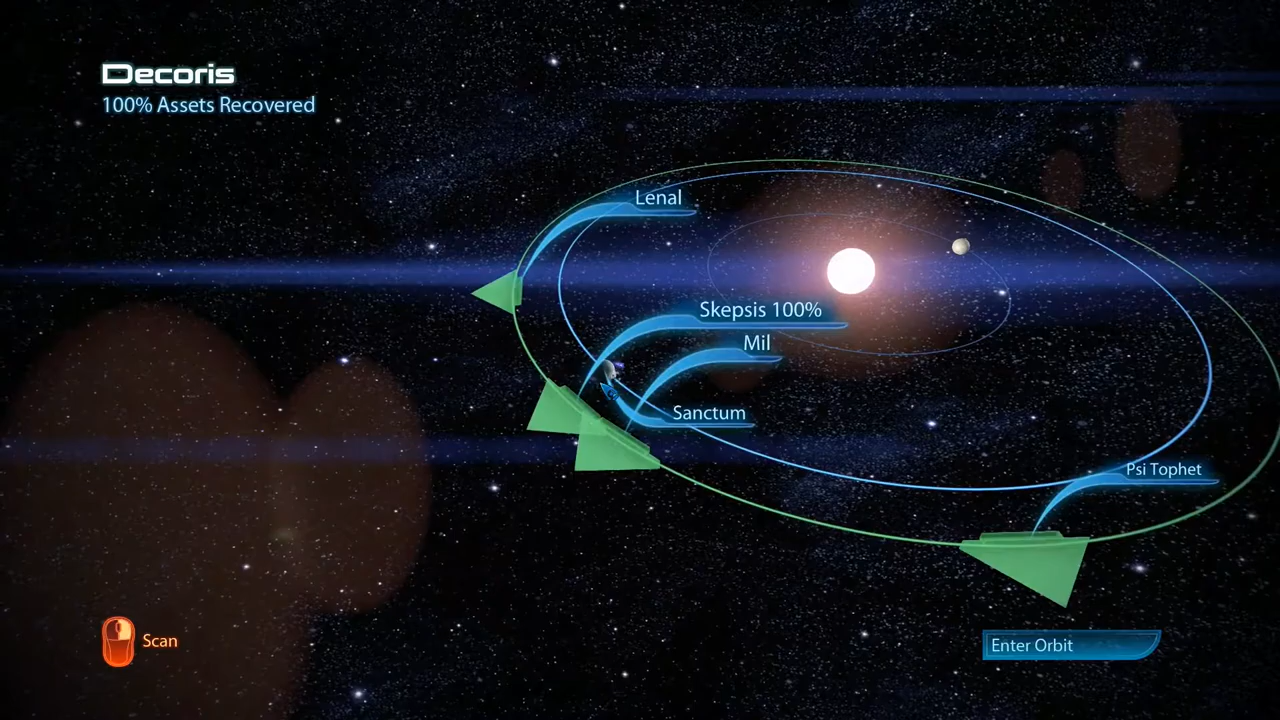 Decoris
100% Assets Recovered
Lenal
Skepsis 100%
Mil
Sanctum
Psi Tophet
Scan
Enter Orbit